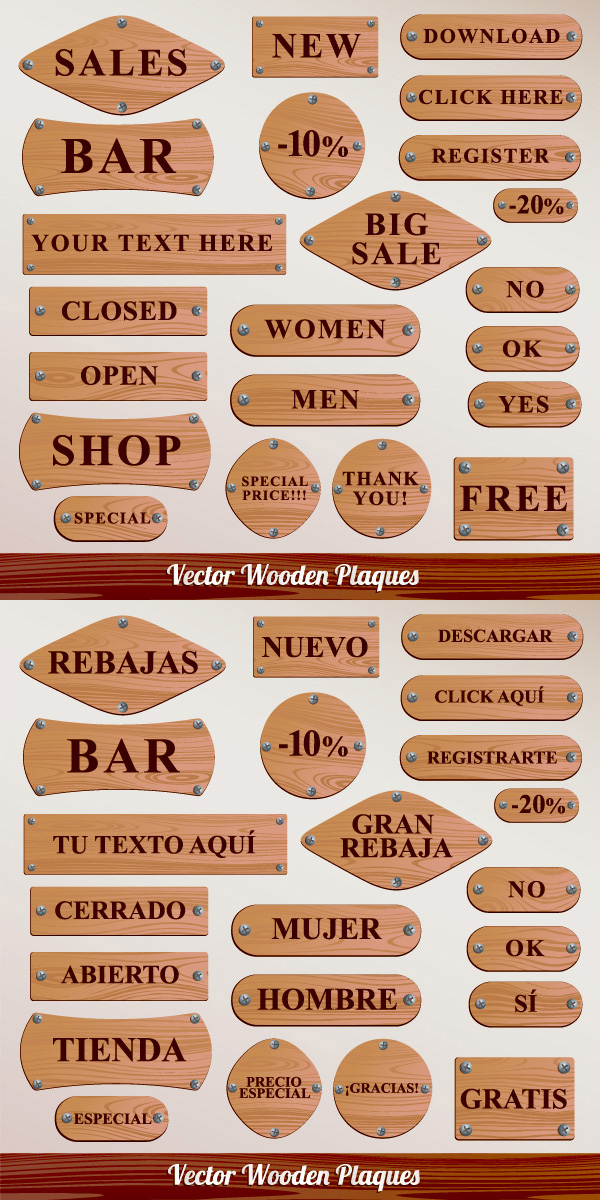 SALES
NEW
DOWNLOAD
CLICK HERE
BAR
-10%
REGISTER
-20%
YOUR TEXT HERE
BIG
SALE
NO
CLOSED
WOMEN
OK
OPEN
MEN
YES
SHOP
SPECIAL
PRICE!!!
THANK
YOU!
FREE
SPECIAL
Vector Wooden Plaques
REBAJAS
NUEVO
DESCARGAR
CLICK AQUÍ
BAR
-10%
REGISTRARTE
-20%
TU TEXTO AQUÍ
GRAN
REBAJA
NO
CERRADO
MUJER
OK
ABIERTO
HOMBRE
SÍ
TIENDA
PRECIO
ESPECIAL
¡GRACIAS!
GRATIS
ESPECIAL
Vector Wooden Plaques